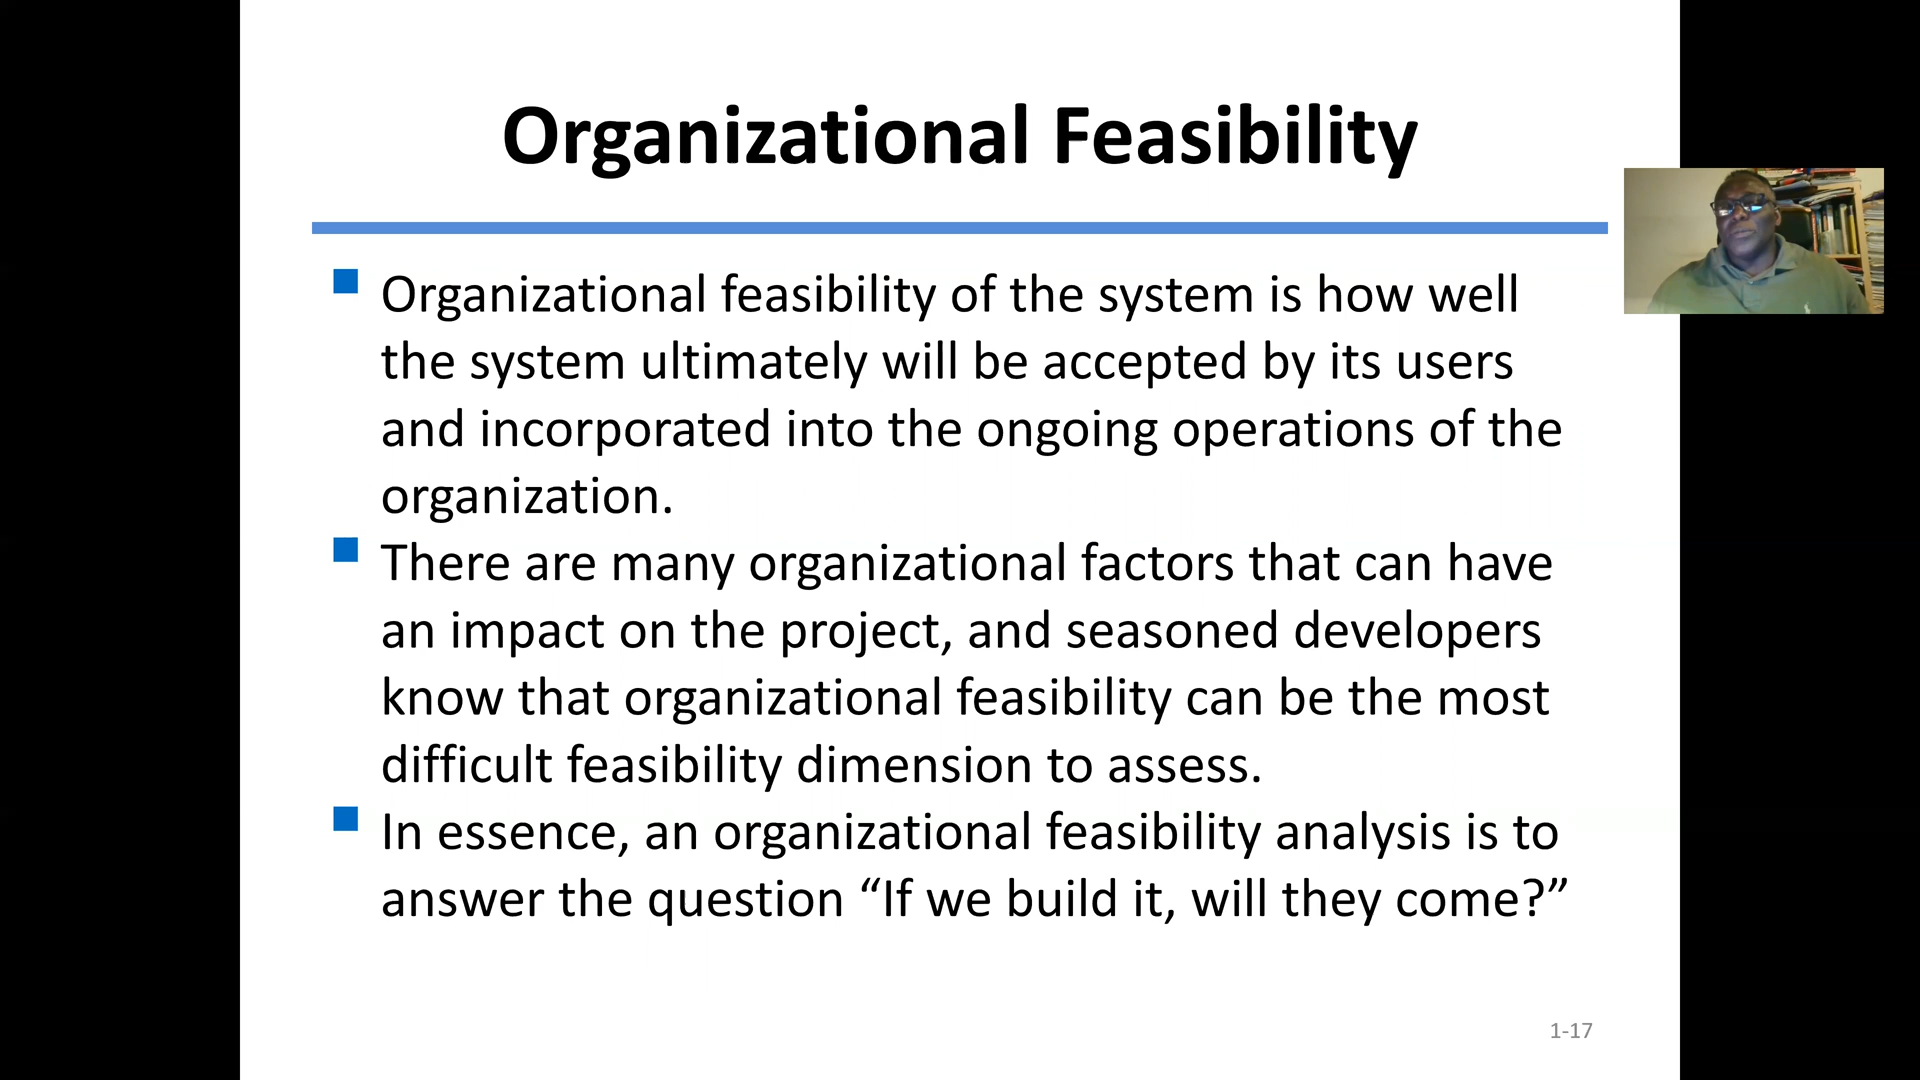 Organizational Feasibility
Organizational feasibility of the system is how well
the system ultimately will be accepted by its users
and incorporated into the ongoing operations of the
organization.
There are many organizational factors that can have
an impact on the project, and seasoned developers
know that organizational feasibility can be the most
difficult feasibility dimension to assess.
In essence, an organizational feasibility analysis is to
answer the question “If we build it, will they come?”
1-17